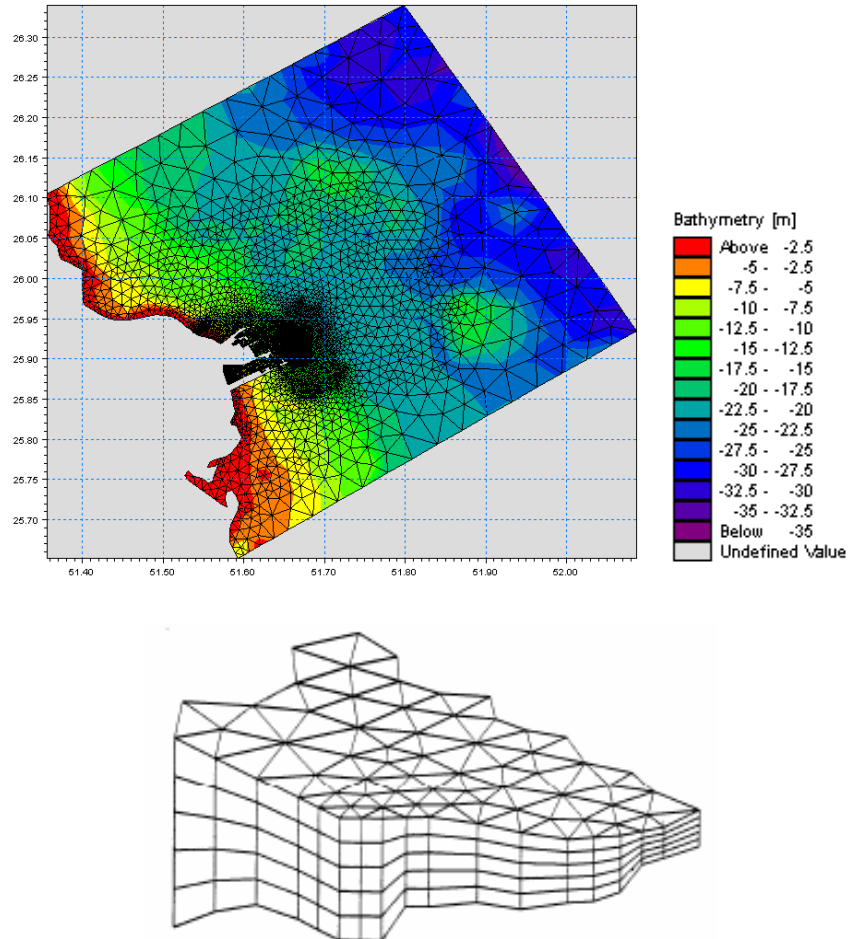 26.30
26.25
26.20
26.15
26.10
26.05
26.00
25.95
25.90
25.85
25.80
25.75
25.70
51.40 51.50 51.60 51.70 51.80 51.90 52.00
Bathymetry [m]
Above -2.5
-5 - -2.5
-7.5 - -5
-10 - -7.5
-12.5 - -10
-15 - -12.5
-17.5 - -15
-20 - -17.5
-22.5 - -20
-25 - -22.5
-27.5 - -25
-30 - -27.5
-32.5 - -30
-35 - -32.5
Below -35
Undefined Value